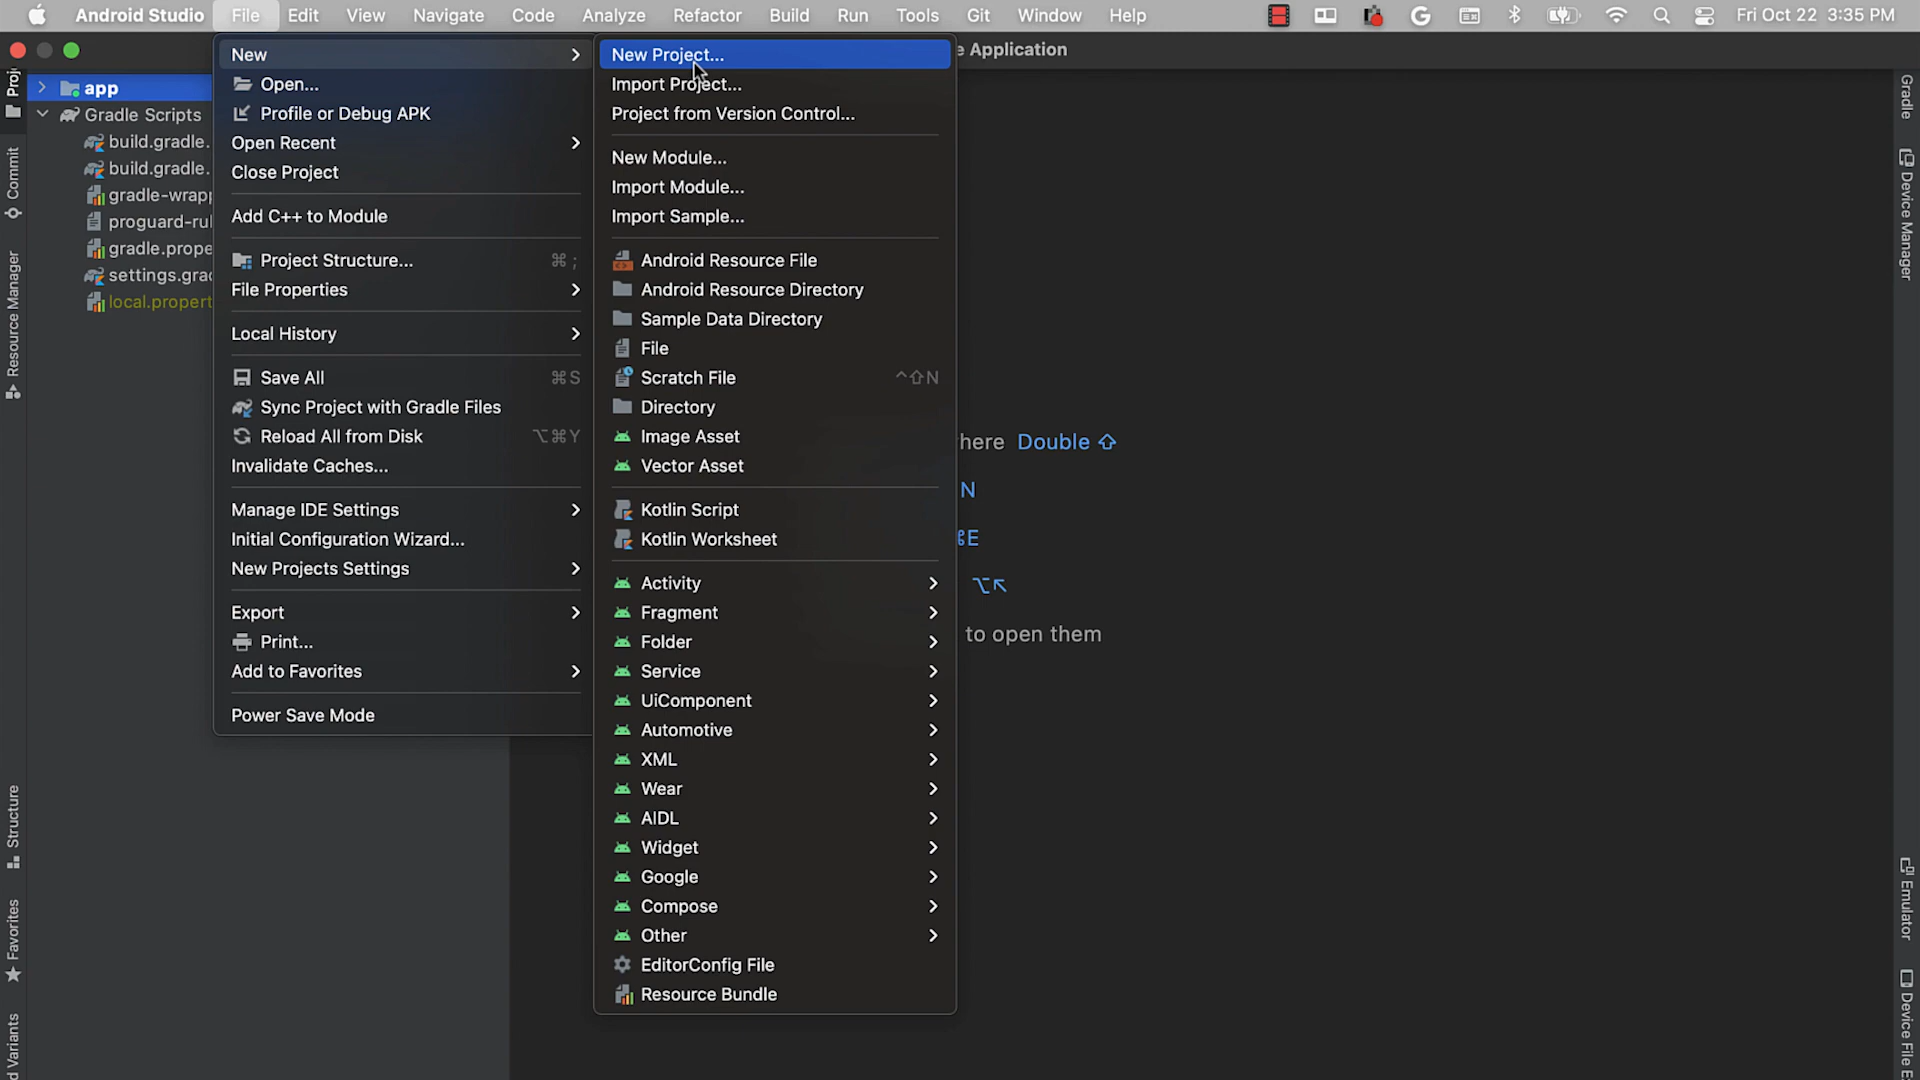 Android Studio File Edit View Navigate Code Analyze Refactor Build Run Tools Git Window Help Fri Oct 22 3:35 PM
e Application
Proj
Commit
Resource Manager
Structure
Favorites
d Variants
app
Gradle Scripts
build.gradle.
build.gradle.
gradle-wrapp
proguard-rul
gradle.prope
settings.grad
local.propert
New
Open...
Profile or Debug APK
Open Recent
Close Project
Add C++ to Module
Project Structure... ⌘ ;
File Properties
Local History
Save All ⌘S
Sync Project with Gradle Files
Reload All from Disk ⌥⌘Y
Invalidate Caches...
Manage IDE Settings
Initial Configuration Wizard...
New Projects Settings
Export
Print...
Add to Favorites
Power Save Mode
New Project...
Import Project...
Project from Version Control...
New Module...
Import Module...
Import Sample...
Android Resource File
Android Resource Directory
Sample Data Directory
File
Scratch File ^⇧N
Directory
Image Asset
Vector Asset
Kotlin Script
Kotlin Worksheet
Activity
Fragment
Folder
Service
UiComponent
Automotive
XML
Wear
AIDL
Widget
Google
Compose
Other
EditorConfig File
Resource Bundle
here Double ⇧
N
⌘E
⌥↖
to open them
Gradle
Device Manager
Emulator
Device File E